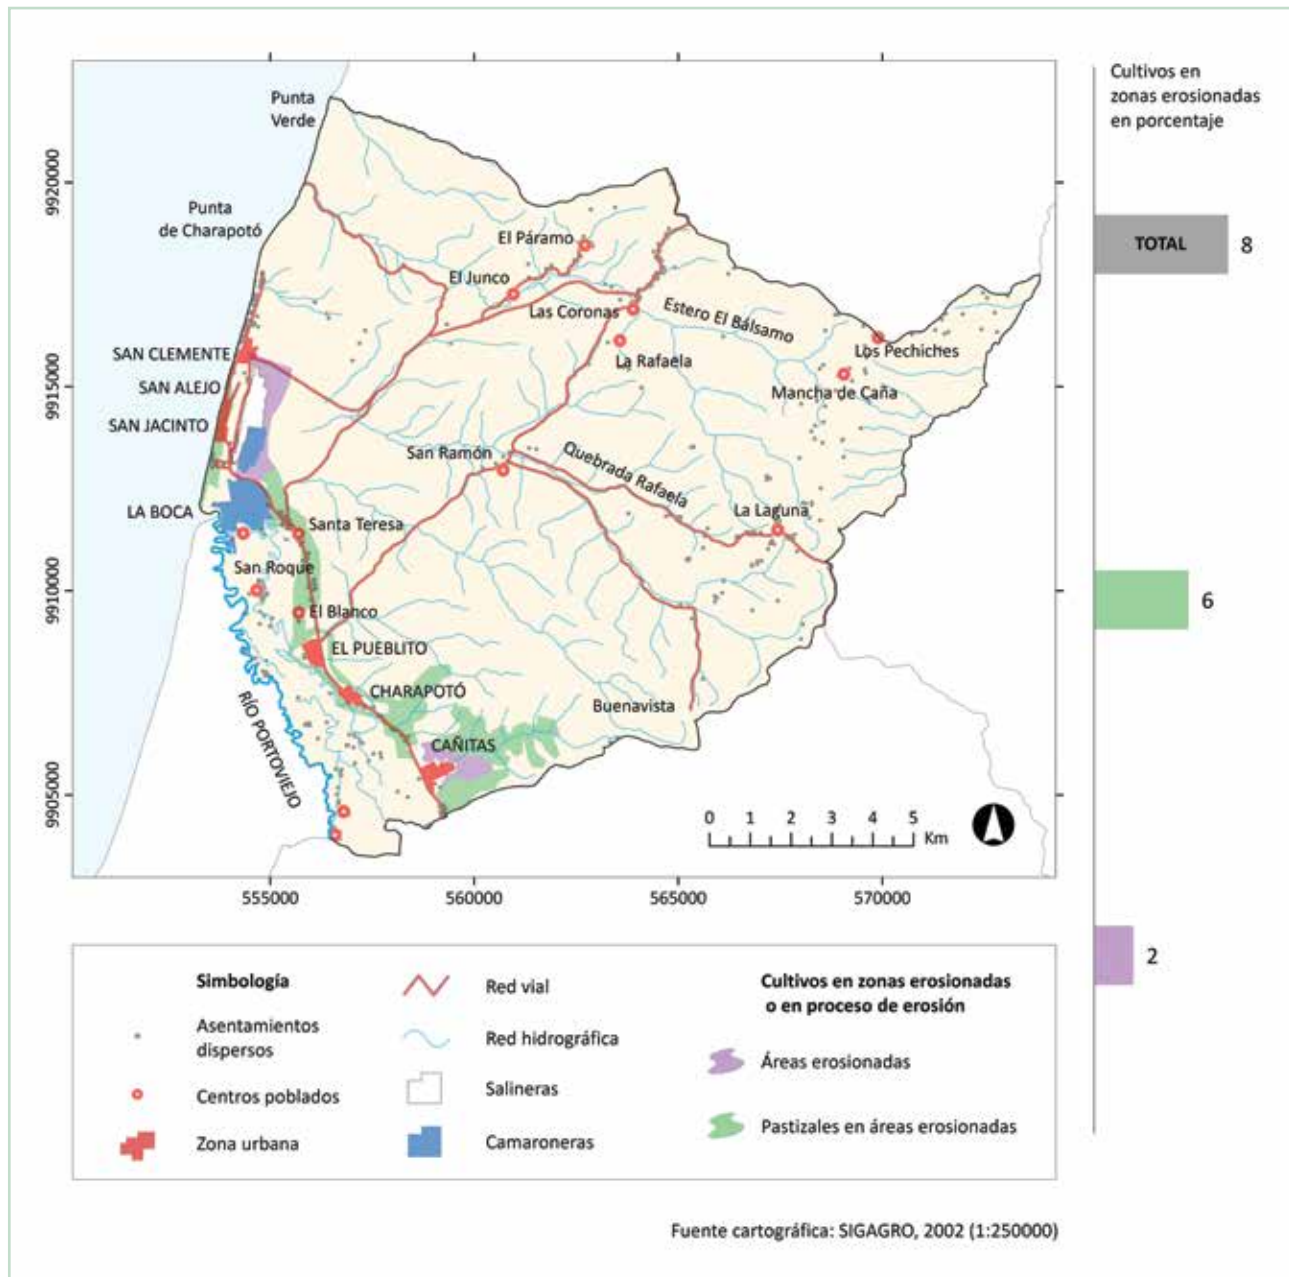 Punta
Verde
Punta
de Charapotó
El Páramo
El Junco
Las Coronas
Estero El Bálsamo
La Rafaela
Los Pechiches
Mancha de Caña
SAN CLEMENTE
SAN ALEJO
SAN JACINTO
San Ramón
Quebrada Rafaela
La Laguna
LA BOCA
Santa Teresa
San Roque
El Blanco
EL PUEBLITO
CHARAPOTÓ
RÍO PORTOVIEJO
Buenavista
CAÑITAS
9920000
9915000
9910000
9905000
0 1 2 3 4 5
Km
555000 560000 565000 570000
Cultivos en
zonas erosionadas
en porcentaje
TOTAL 8
6
2
Simbología
Asentamientos
dispersos
Centros poblados
Zona urbana
Red vial
Red hidrográfica
Salineras
Camaroneras
Cultivos en zonas erosionadas
o en proceso de erosión
Áreas erosionadas
Pastizales en áreas erosionadas
Fuente cartográfica: SIGAGRO, 2002 (1:250000)